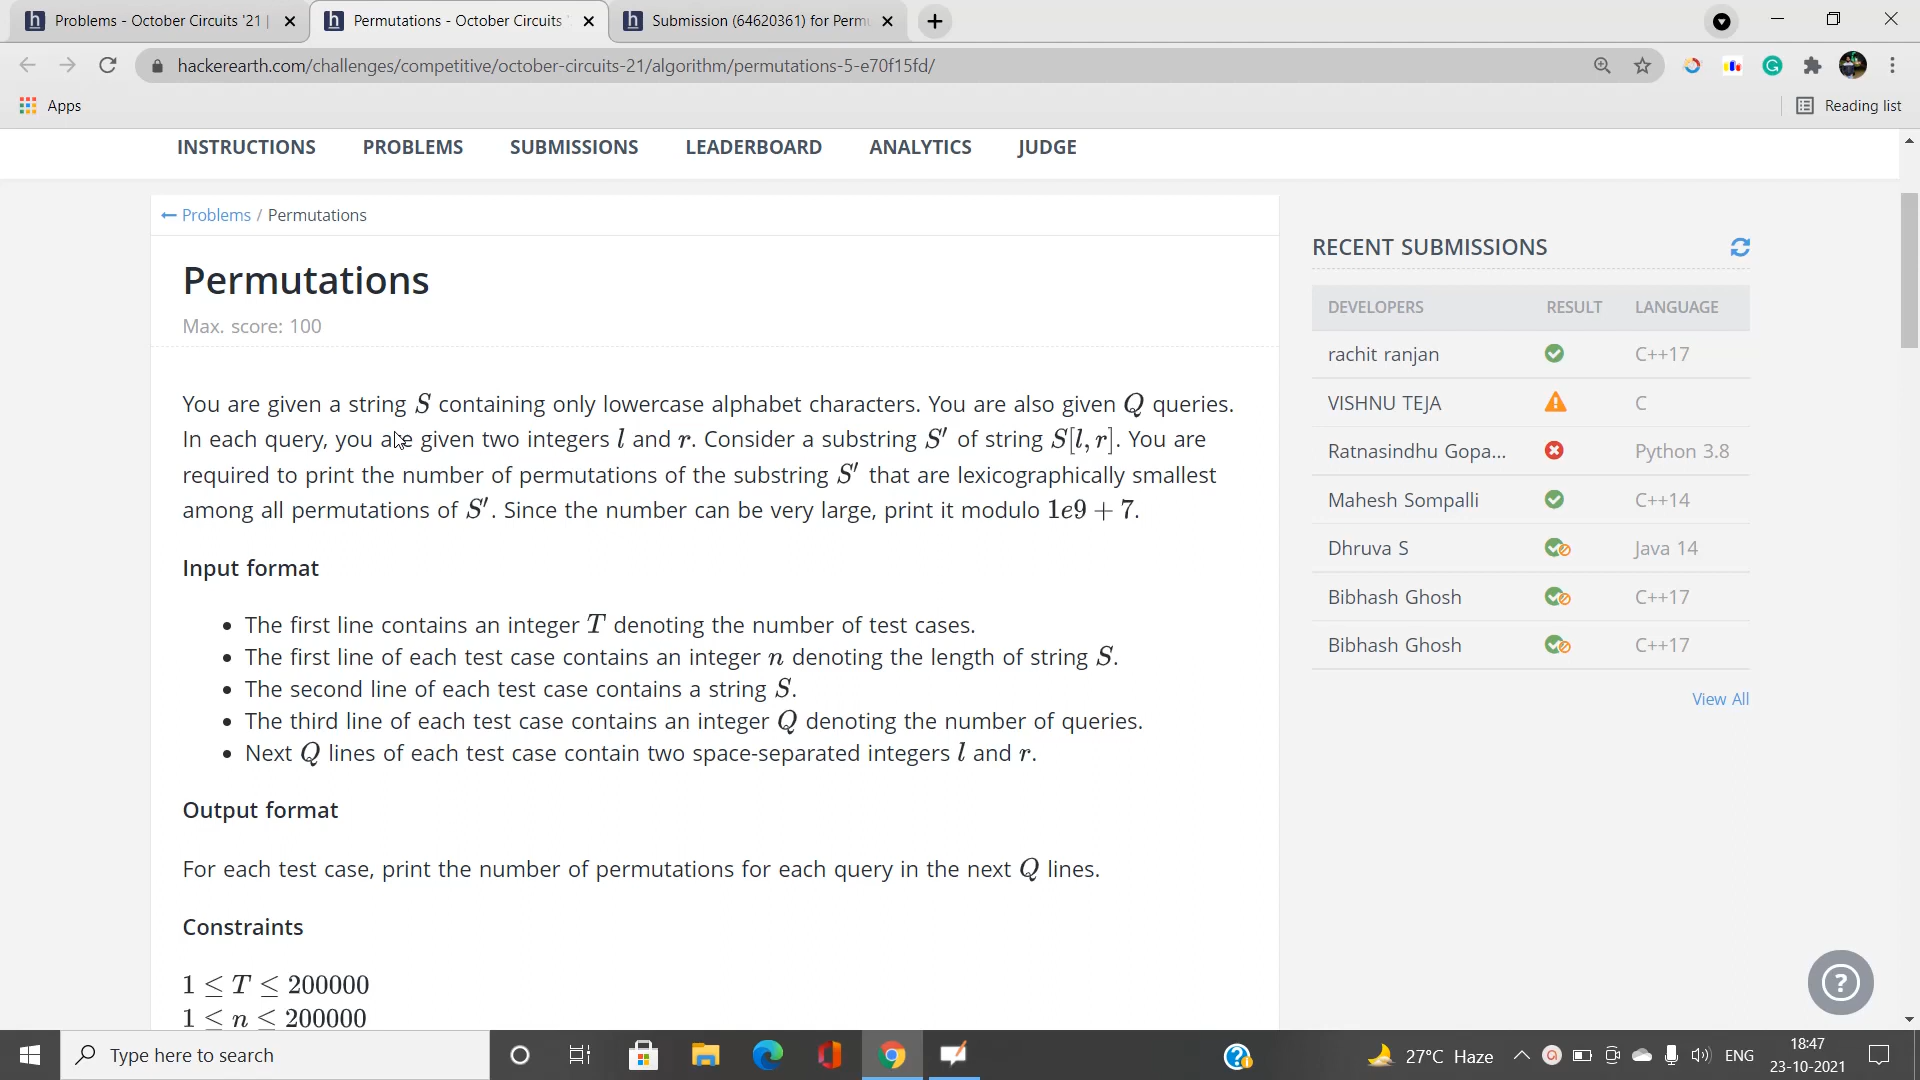 Problems - October Circuits '21 |
Permutations - October Circuits '
Submission (64620361) for Perm
hackerearth.com/challenges/competitive/october-circuits-21/algorithm/permutations-5-e70f15fd/
Apps
Reading list
INSTRUCTIONS PROBLEMS SUBMISSIONS LEADERBOARD ANALYTICS JUDGE
← Problems / Permutations
Permutations
Max. score: 100
You are given a string S containing only lowercase alphabet characters. You are also given Q queries.
In each query, you are given two integers l and r. Consider a substring S′ of string S[l, r]. You are
required to print the number of permutations of the substring S′ that are lexicographically smallest
among all permutations of S′. Since the number can be very large, print it modulo 1e9 + 7.
Input format
• The first line contains an integer T denoting the number of test cases.
• The first line of each test case contains an integer n denoting the length of string S.
• The second line of each test case contains a string S.
• The third line of each test case contains an integer Q denoting the number of queries.
• Next Q lines of each test case contain two space-separated integers l and r.
Output format
For each test case, print the number of permutations for each query in the next Q lines.
Constraints
1 ≤ T ≤ 200000
1 ≤ n ≤ 200000
RECENT SUBMISSIONS
DEVELOPERS RESULT LANGUAGE
rachit ranjan C++17
VISHNU TEJA C
Ratnasindhu Gopa... Python 3.8
Mahesh Sompalli C++14
Dhruva S Java 14
Bibhash Ghosh C++17
Bibhash Ghosh C++17
View All
Type here to search
27°C Haze
ENG
18:47
23-10-2021